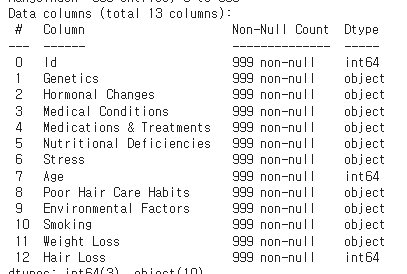 Data columns (total 13 columns):
 #   Column                    Non-Null Count  Dtype
---  ------                    --------------  -----
 0   Id                        999 non-null    int64
 1   Genetics                  999 non-null    object
 2   Hormonal Changes          999 non-null    object
 3   Medical Conditions        999 non-null    object
 4   Medications & Treatments  999 non-null    object
 5   Nutritional Deficiencies  999 non-null    object
 6   Stress                    999 non-null    object
 7   Age                       999 non-null    int64
 8   Poor Hair Care Habits     999 non-null    object
 9   Environmental Factors     999 non-null    object
 10  Smoking                   999 non-null    object
 11  Weight Loss               999 non-null    object
 12  Hair Loss                 999 non-null    int64
dtypes: int64(3), object(10)